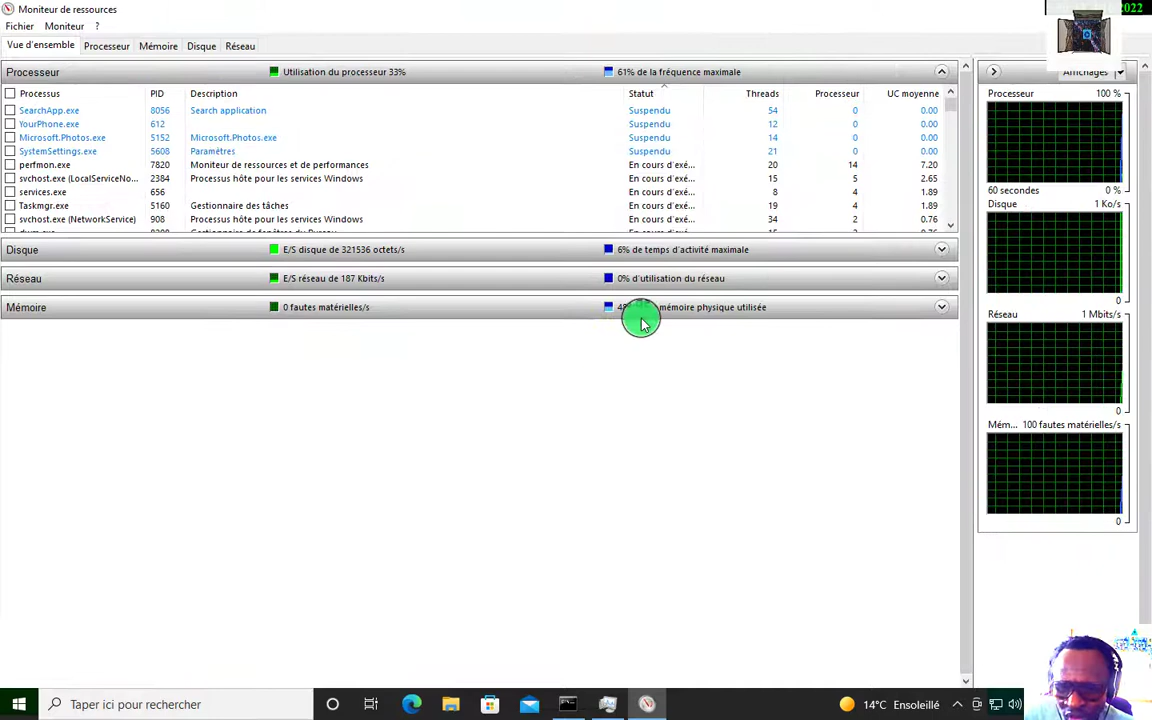 Moniteur de ressources
2022
Fichier Moniteur ?
Vue d'ensemble Processeur Mémoire Disque Réseau
Processeur Utilisation du processeur 33% 61% de la fréquence maximale
Processus PID Description Statut Threads Processeur UC moyenne
SearchApp.exe 8056 Search application Suspendu 54 0 0.00
YourPhone.exe 612 Suspendu 12 0 0.00
Microsoft.Photos.exe 5152 Microsoft.Photos.exe Suspendu 14 0 0.00
SystemSettings.exe 5608 Paramètres Suspendu 21 0 0.00
perfmon.exe 7820 Moniteur de ressources et de performances En cours d'exé... 20 14 7.20
svchost.exe (LocalServiceNo... 2384 Processus hôte pour les services Windows En cours d'exé... 15 5 2.65
services.exe 656 En cours d'exé... 8 4 1.89
Taskmgr.exe 5160 Gestionnaire des tâches En cours d'exé... 19 4 1.89
svchost.exe (NetworkService) 908 Processus hôte pour les services Windows En cours d'exé... 34 2 0.76
Disque E/S disque de 321536 octets/s 6% de temps d'activité maximale
Réseau E/S réseau de 187 Kbits/s 0% d'utilisation du réseau
Mémoire 0 fautes matérielles/s mémoire physique utilisée
Affichages
Processeur 100 %
60 secondes 0 %
Disque 1 Ko/s
0
Réseau 1 Mbits/s
0
Mém... 100 fautes matérielles/s
0
Taper ici pour rechercher 14°C Ensoleillé